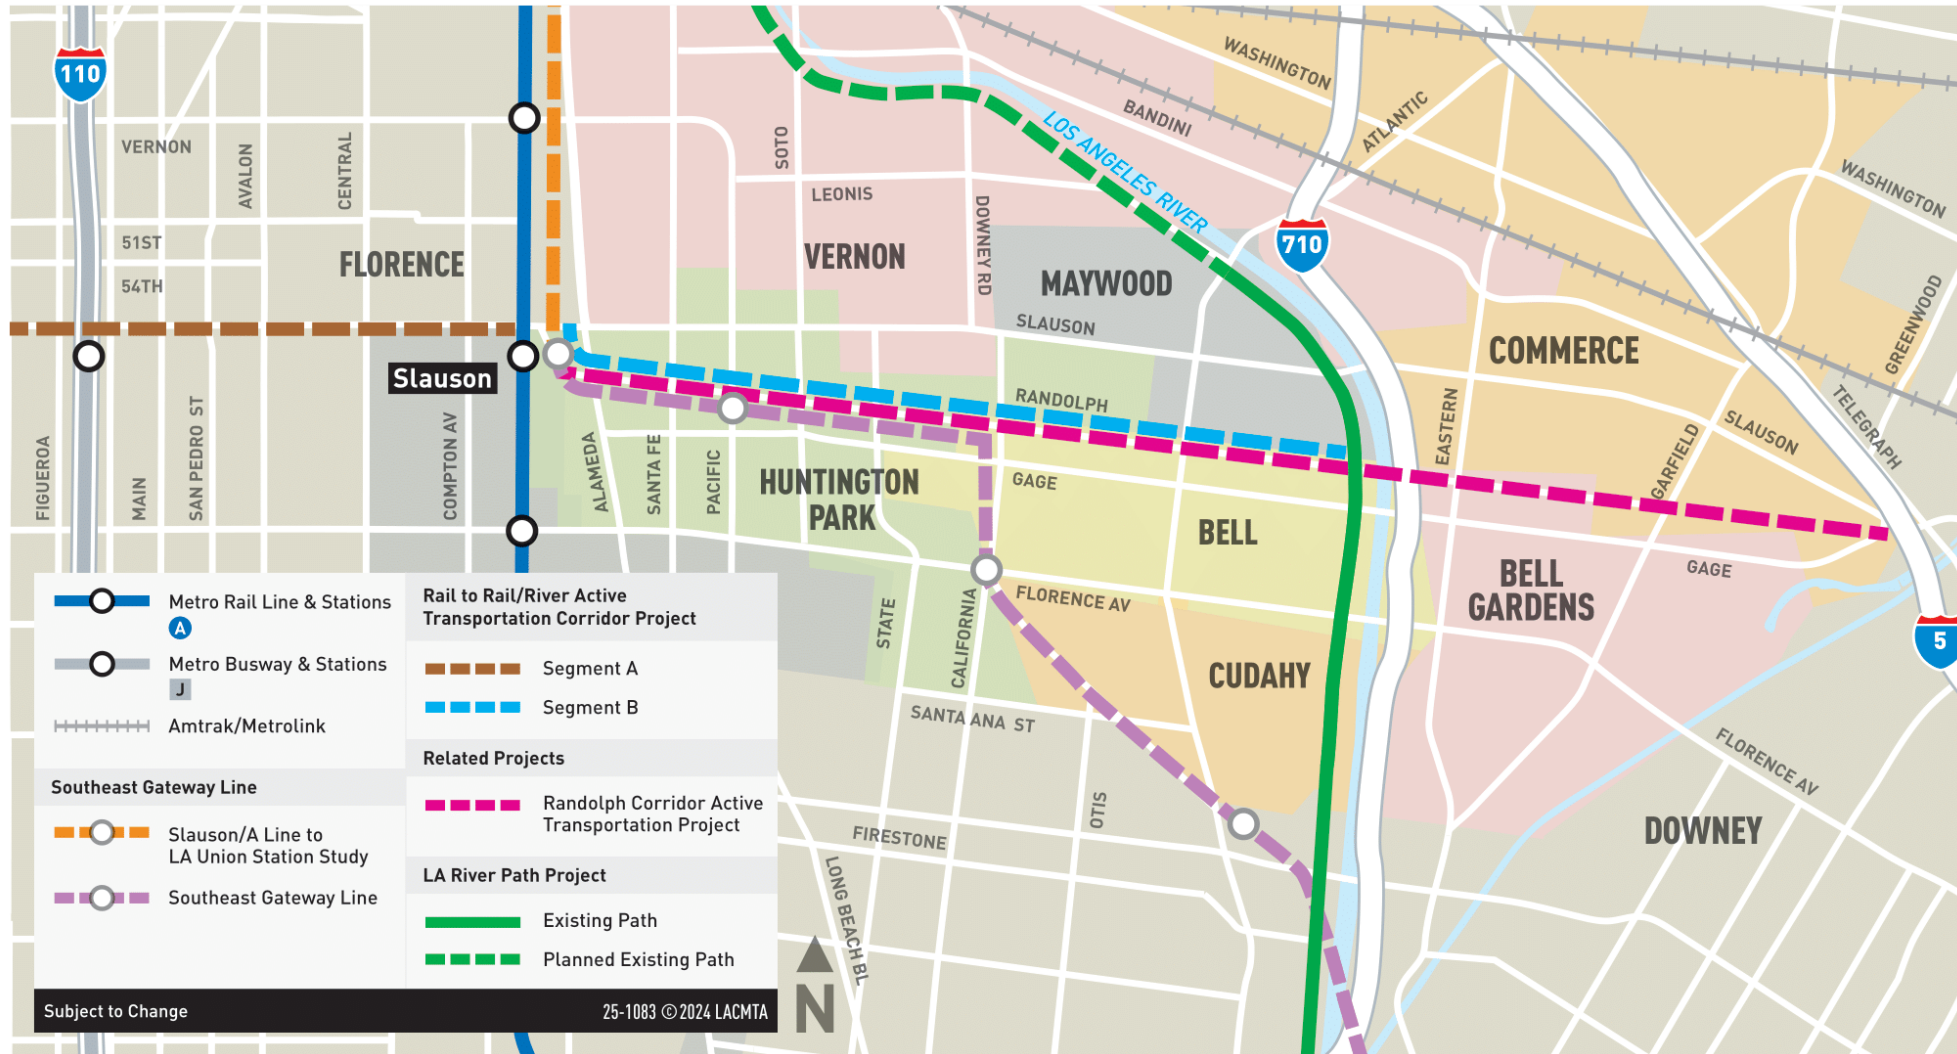 110
WASHINGTON
BANDINI
ATLANTIC
LOS ANGELES RIVER
VERNON
AVALON
CENTRAL
SOTO
LEONIS
DOWNEY RD
WASHINGTON
51ST
54TH
FLORENCE
VERNON
MAYWOOD
710
SLAUSON
COMMERCE
GREENWOOD
TELEGRAPH
Slauson
RANDOLPH
EASTERN
GARFIELD
SLAUSON
FIGUEROA
MAIN
SAN PEDRO ST
COMPTON AV
ALAMEDA
SANTA FE
PACIFIC
HUNTINGTON
PARK
GAGE
BELL
BELL
GARDENS
GAGE
5
FLORENCE AV
STATE
CALIFORNIA
CUDAHY
SANTA ANA ST
OTIS
FIRESTONE
LONG BEACH BL
FLORENCE AV
DOWNEY
N
Metro Rail Line & Stations
A
Metro Busway & Stations
J
Amtrak/Metrolink
Southeast Gateway Line
Slauson/A Line to
LA Union Station Study
Southeast Gateway Line
Rail to Rail/River Active
Transportation Corridor Project
Segment A
Segment B
Related Projects
Randolph Corridor Active
Transportation Project
LA River Path Project
Existing Path
Planned Existing Path
Subject to Change
25-1083 ©2024 LACMTA